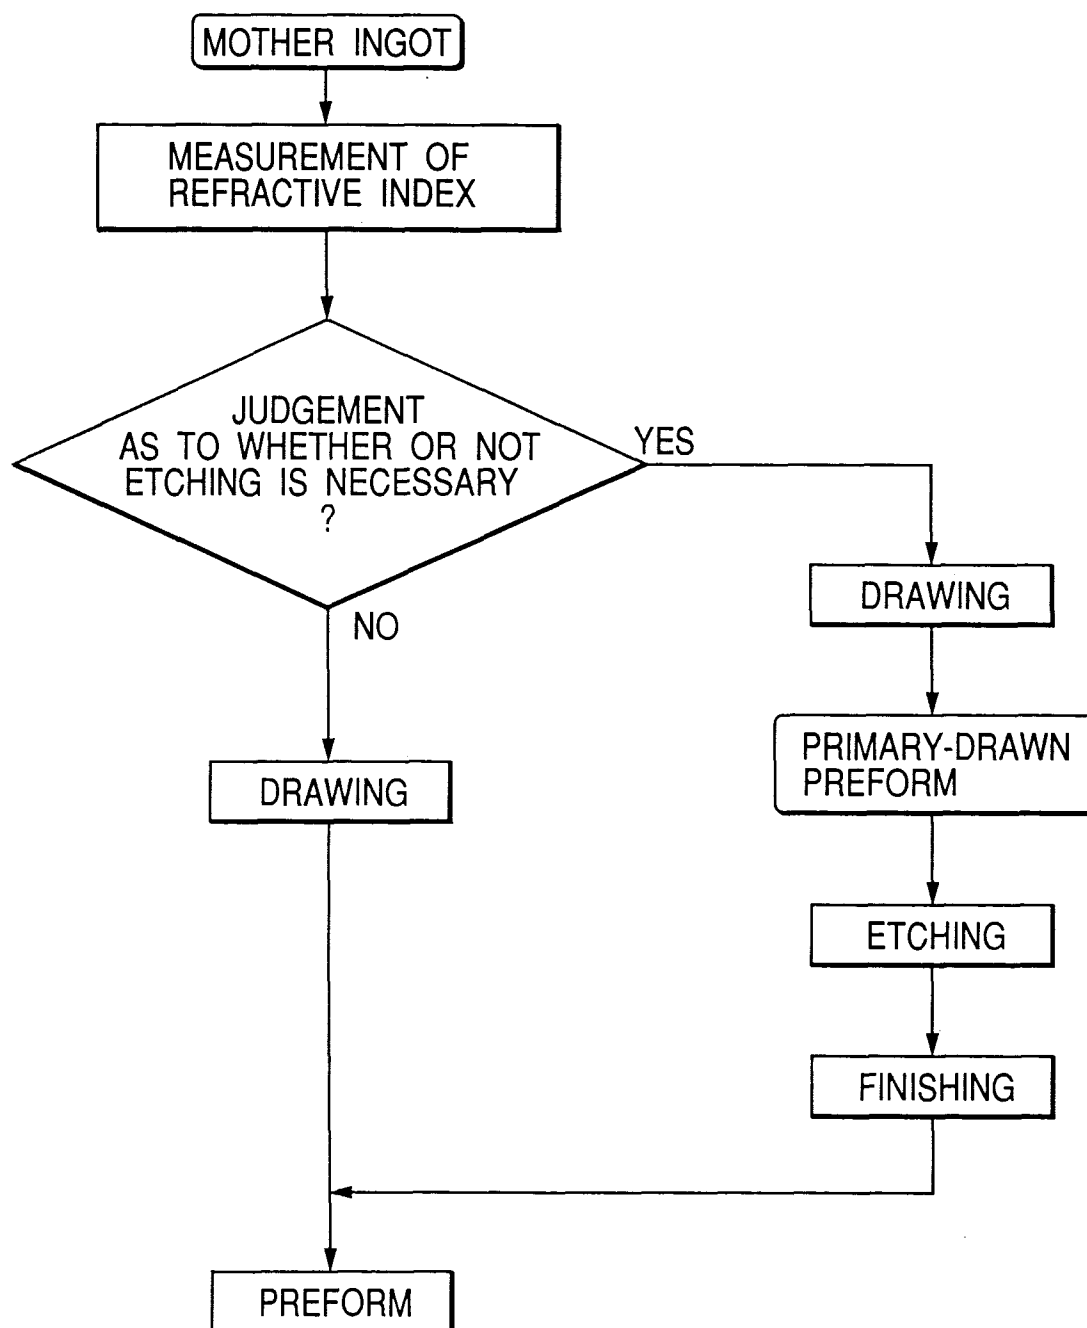 MOTHER INGOT
MEASUREMENT OF
REFRACTIVE INDEX
JUDGEMENT
AS TO WHETHER OR NOT
ETCHING IS NECESSARY
?
YES
NO
DRAWING
PRIMARY-DRAWN
PREFORM
DRAWING
ETCHING
FINISHING
PREFORM